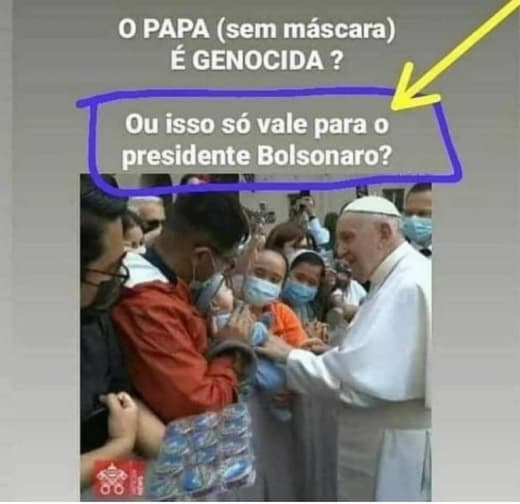 O PAPA (sem máscara)
É GENOCIDA ?
Ou isso só vale para o
presidente Bolsonaro?